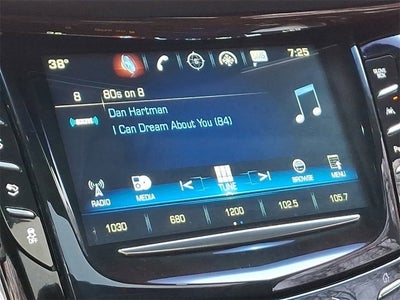 38° 7:25
8 80s on 8
Dan Hartman
I Can Dream About You (84)
RADIO MEDIA TUNE BROWSE MENU
1030 680 1200 102.5 105.7
OFF